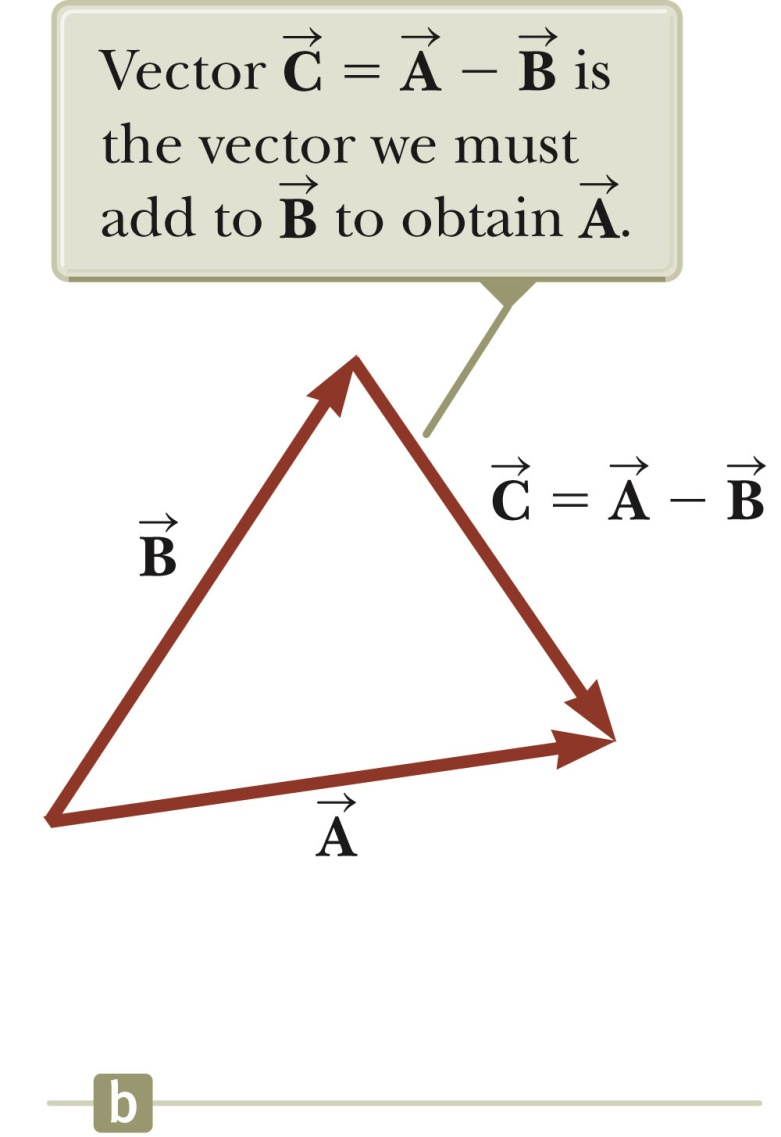 Vector C⃗ = A⃗ − B⃗ is
the vector we must
add to B⃗ to obtain A⃗.
C⃗ = A⃗ − B⃗
B⃗
A⃗
b